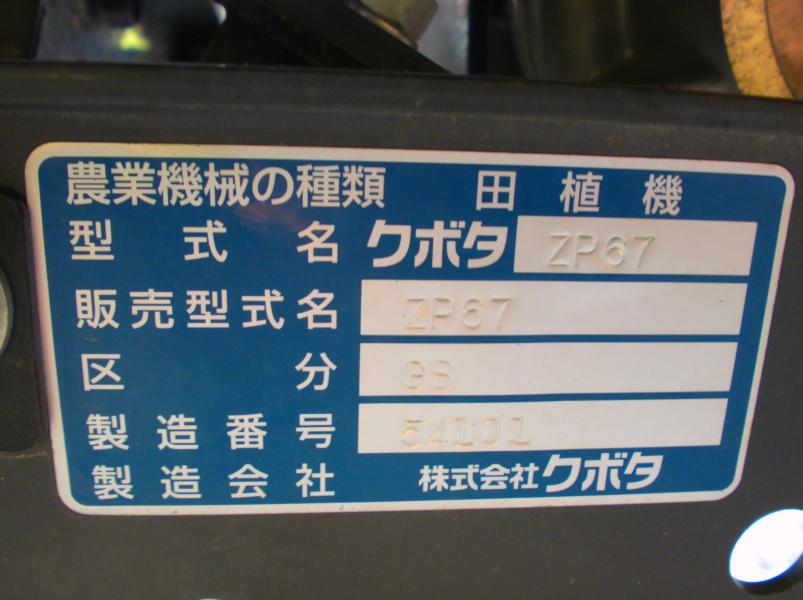 農業機械の種類 田植機
型式名 クボタ ZP67
販売型式名 ZP67
区分 GS
製造番号 54101
製造会社 株式会社クボタ